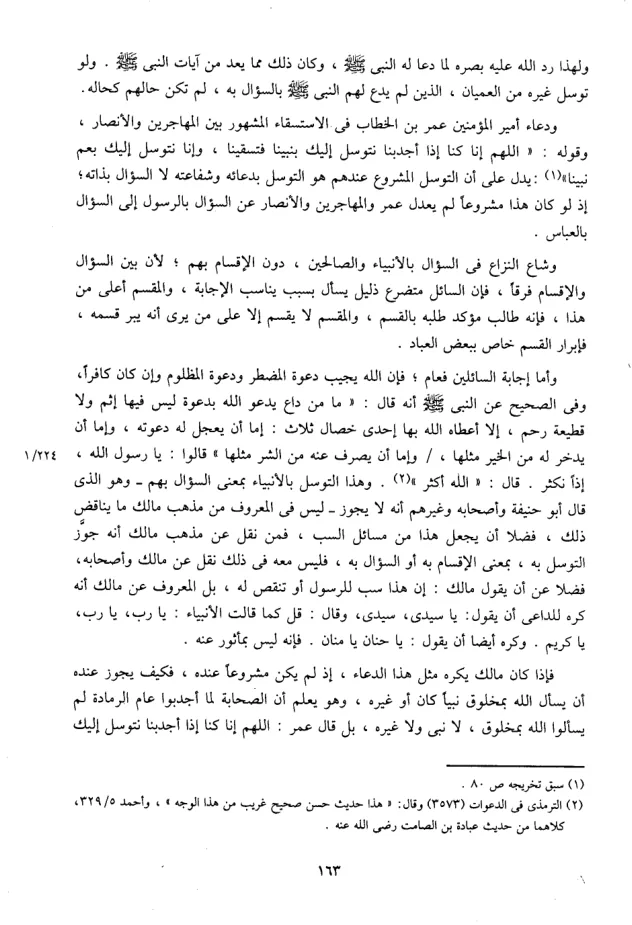 ولهذا رد الله عليه بصره لما دعا له النبى ﷺ ، وكان ذلك مما يعد من آيات النبى ﷺ . ولو
توسل غيره من العميان ، الذين لم يدع لهم النبى ﷺ بالسؤال به ، لم تكن حالهم كحاله.
ودعاء أمير المؤمنين عمر بن الخطاب فى الاستسقاء المشهور بين المهاجرين والأنصار ،
وقوله : « اللهم إنا كنا إذا أجدبنا نتوسل إليك بنبينا فتسقينا ، وإنا نتوسل إليك بعم
نبينا»(١) :يدل على أن التوسل المشروع عندهم هو التوسل بدعائه وشفاعته لا السؤال بذاته؛
إذ لو كان هذا مشروعاً لم يعدل عمر والمهاجرين والأنصار عن السؤال بالرسول إلى السؤال
بالعباس .
وشاع النزاع فى السؤال بالأنبياء والصالحين ، دون الإقسام بهم ؛ لأن بين السؤال
والإقسام فرقاً ، فإن السائل متضرع ذليل يسأل بسبب يناسب الإجابة ، والمقسم أعلى من
هذا ، فإنه طالب مؤكد طلبه بالقسم ، والمقسم لا يقسم إلا على من يرى أنه يبر قسمه ،
فإبرار القسم خاص ببعض العباد .
وأما إجابة السائلين فعام ؛ فإن الله يجيب دعوة المضطر ودعوة المظلوم وإن كان كافراً،
وفى الصحيح عن النبى ﷺ أنه قال : « ما من داع يدعو الله بدعوة ليس فيها إثم ولا
قطيعة رحم ، إلا أعطاه الله بها إحدى خصال ثلاث : إما أن يعجل له دعوته ، وإما أن
يدخر له من الخير مثلها ، / وإما أن يصرف عنه من الشر مثلها » قالوا : يا رسول الله ، ١/٢٢٤
إذاً نكثر . قال : « الله أكثر »(٢) . وهذا التوسل بالأنبياء بمعنى السؤال بهم ــ وهو الذى
قال أبو حنيفة وأصحابه وغيرهم أنه لا يجوز ــ ليس فى المعروف من مذهب مالك ما يناقض
ذلك ، فضلا أن يجعل هذا من مسائل السب ، فمن نقل عن مذهب مالك أنه جوَّز
التوسل به ، بمعنى الإقسام به أو السؤال به ، فليس معه فى ذلك نقل عن مالك وأصحابه،
فضلا عن أن يقول مالك : إن هذا سب للرسول أو تنقص له ، بل المعروف عن مالك أنه
كره للداعى أن يقول: يا سيدى، سيدى، وقال : قل كما قالت الأنبياء : يا رب، يا رب،
يا كريم . وكره أيضا أن يقول : يا حنان يا منان . فإنه ليس بمأثور عنه .
فإذا كان مالك يكره مثل هذا الدعاء ، إذ لم يكن مشروعاً عنده ، فكيف يجوز عنده
أن يسأل الله بمخلوق نبياً كان أو غيره ، وهو يعلم أن الصحابة لما أجدبوا عام الرمادة لم
يسألوا الله بمخلوق ، لا نبى ولا غيره ، بل قال عمر : اللهم إنا كنا إذا أجدبنا نتوسل إليك
(١) سبق تخريجه ص ٨٠ .
(٢) الترمذى فى الدعوات (٣٥٧٣) وقال: « هذا حديث حسن صحيح غريب من هذا الوجه » ، وأحمد ٥/ ٣٢٩،
كلاهما من حديث عبادة بن الصامت رضى الله عنه .
١٦٣